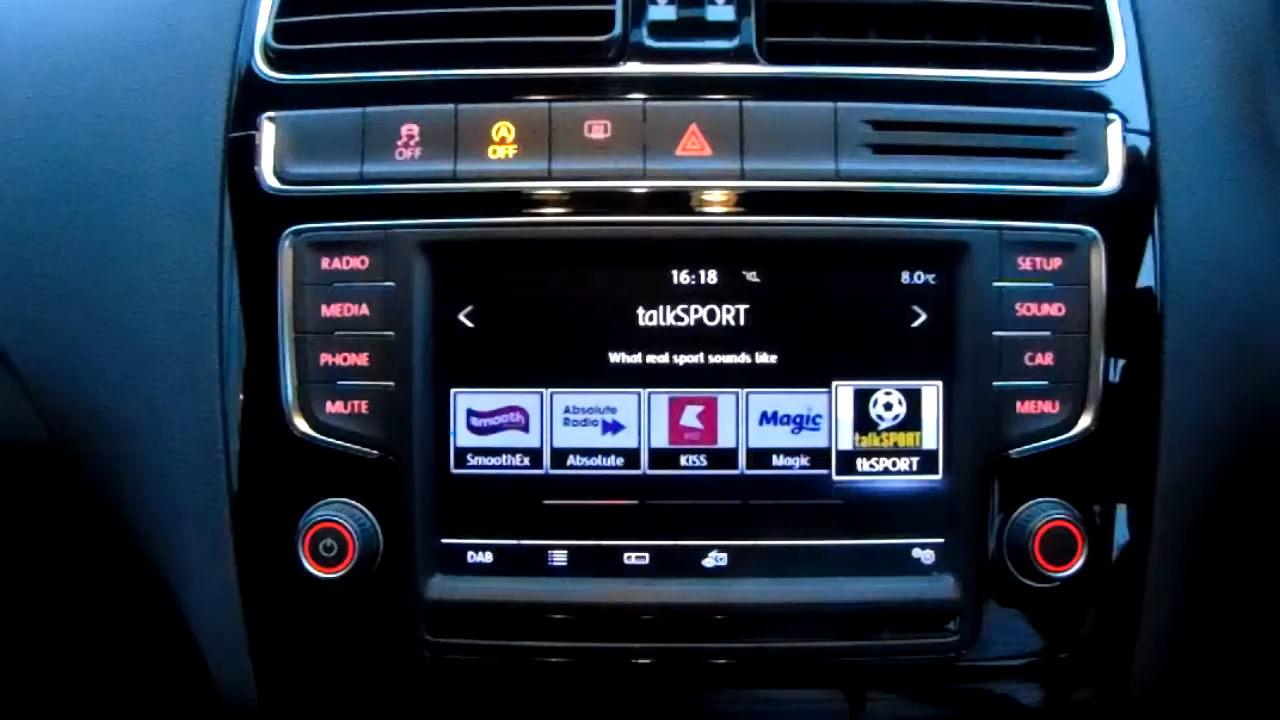 OFF
A
OFF
RADIO
MEDIA
PHONE
MUTE
SETUP
SOUND
CAR
MENU
16:18
8.0°C
talkSPORT
What real sport sounds like
smooth
SmoothEx
Absolute
Radio
Absolute
KISS
Magic
Magic
talkSPORT
tkSPORT
DAB